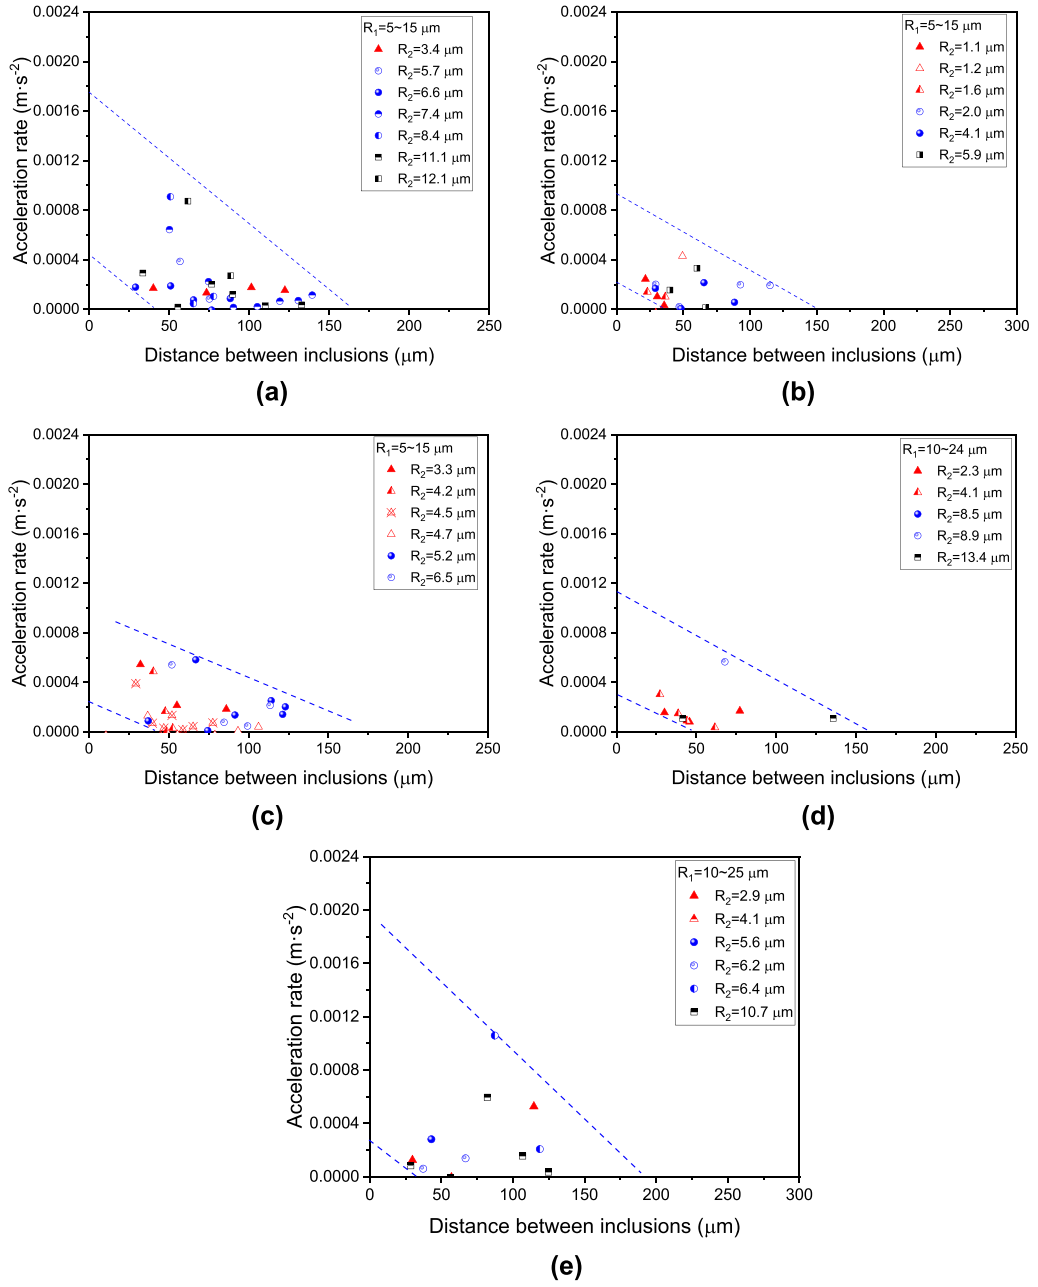 0.0024
0.0020
0.0016
0.0012
0.0008
0.0004
0.0000
Acceleration rate (m·s⁻²)
R₁=5~15 μm
R₂=3.4 μm
R₂=5.7 μm
R₂=6.6 μm
R₂=7.4 μm
R₂=8.4 μm
R₂=11.1 μm
R₂=12.1 μm
0 50 100 150 200 250
Distance between inclusions (μm)
(a)
0.0024
0.0020
0.0016
0.0012
0.0008
0.0004
0.0000
Acceleration rate (m·s⁻²)
R₁=5~15 μm
R₂=1.1 μm
R₂=1.2 μm
R₂=1.6 μm
R₂=2.0 μm
R₂=4.1 μm
R₂=5.9 μm
0 50 100 150 200 250 300
Distance between inclusions (μm)
(b)
0.0024
0.0020
0.0016
0.0012
0.0008
0.0004
0.0000
Acceleration rate (m·s⁻²)
R₁=5~15 μm
R₂=3.3 μm
R₂=4.2 μm
R₂=4.5 μm
R₂=4.7 μm
R₂=5.2 μm
R₂=6.5 μm
0 50 100 150 200 250
Distance between inclusions (μm)
(c)
0.0024
0.0020
0.0016
0.0012
0.0008
0.0004
0.0000
Acceleration rate (m·s⁻²)
R₁=10~24 μm
R₂=2.3 μm
R₂=4.1 μm
R₂=8.5 μm
R₂=8.9 μm
R₂=13.4 μm
0 50 100 150 200 250
Distance between inclusions (μm)
(d)
0.0024
0.0020
0.0016
0.0012
0.0008
0.0004
0.0000
Acceleration rate (m·s⁻²)
R₁=10~25 μm
R₂=2.9 μm
R₂=4.1 μm
R₂=5.6 μm
R₂=6.2 μm
R₂=6.4 μm
R₂=10.7 μm
0 50 100 150 200 250 300
Distance between inclusions (μm)
(e)